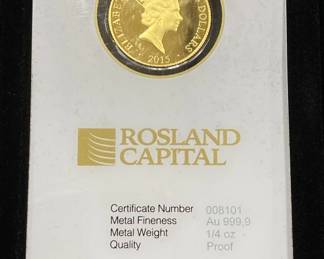 ELIZABETH
DOLLARS
2015
ROSLAND
CAPITAL
Certificate Number 008101
Metal Fineness Au 999,9
Metal Weight 1/4 oz
Quality Proof